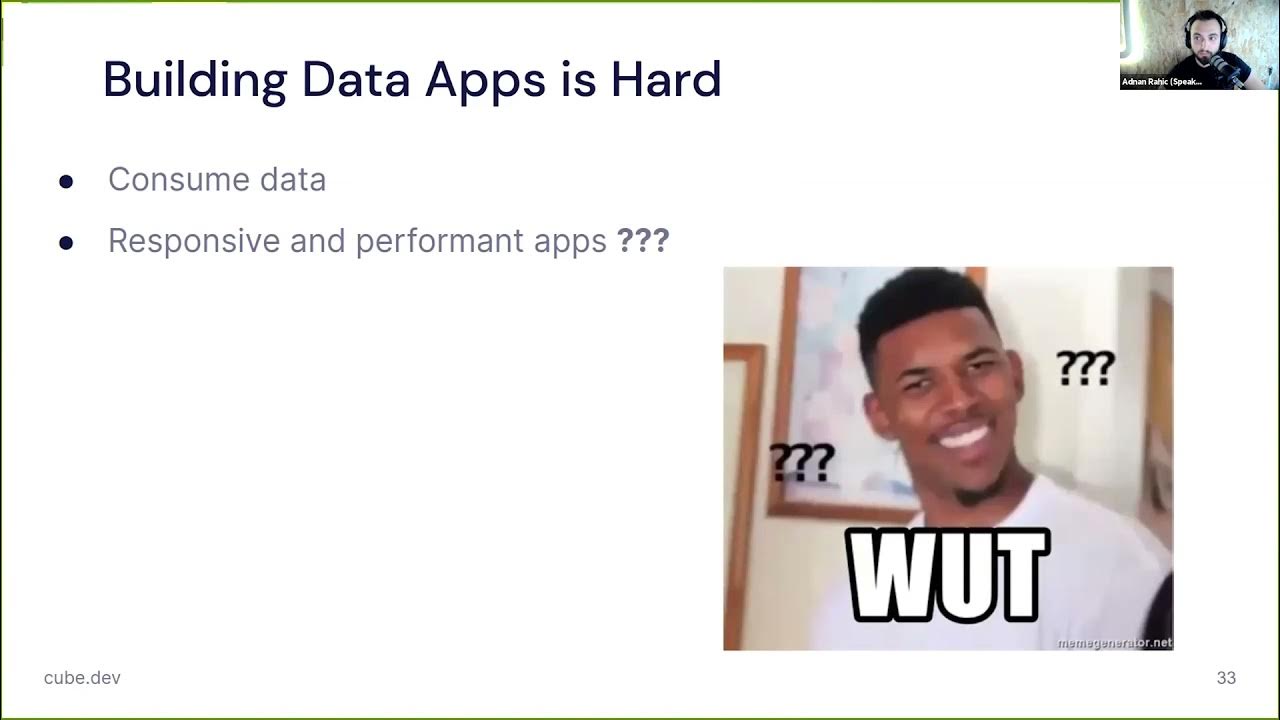 Building Data Apps is Hard
Adnan Rahic (Speak...
● Consume data
● Responsive and performant apps ???
???
???
WUT
memegenerator.net
cube.dev
33